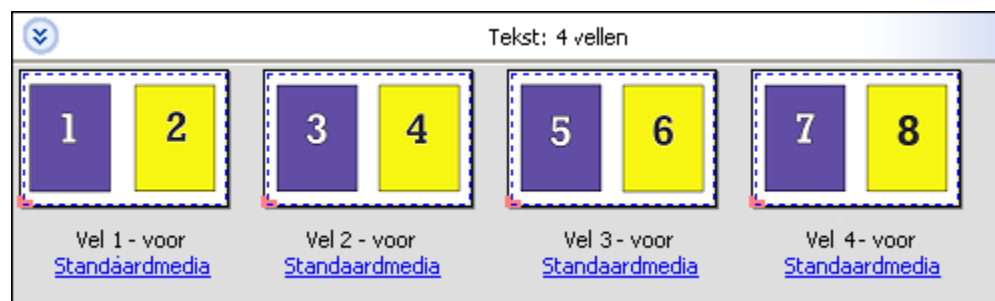 Tekst: 4 vellen
1 2 3 4 5 6 7 8
Vel 1 - voor Vel 2 - voor Vel 3 - voor Vel 4- voor
Standaardmedia Standaardmedia Standaardmedia Standaardmedia